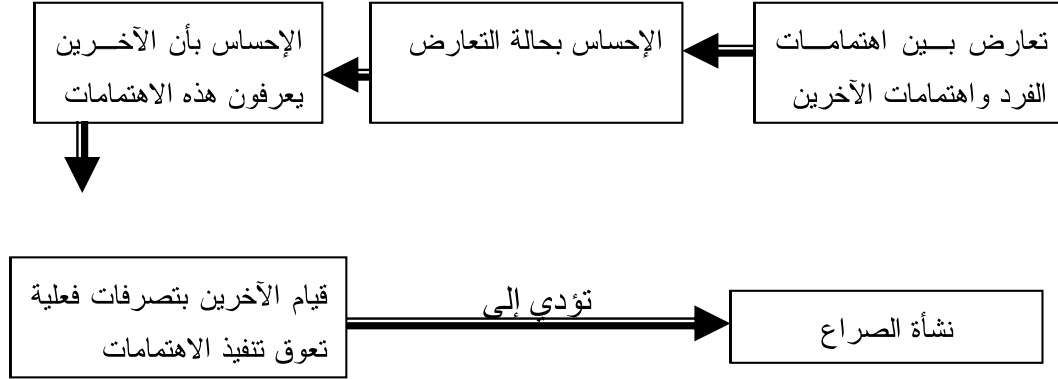 تعارض بين اهتمامات
الفرد واهتمامات الآخرين
الإحساس بحالة التعارض
الإحساس بأن الآخرين
يعرفون هذه الاهتمامات
قيام الآخرين بتصرفات فعلية
تعوق تنفيذ الاهتمامات
تؤدي إلى
نشأة الصراع